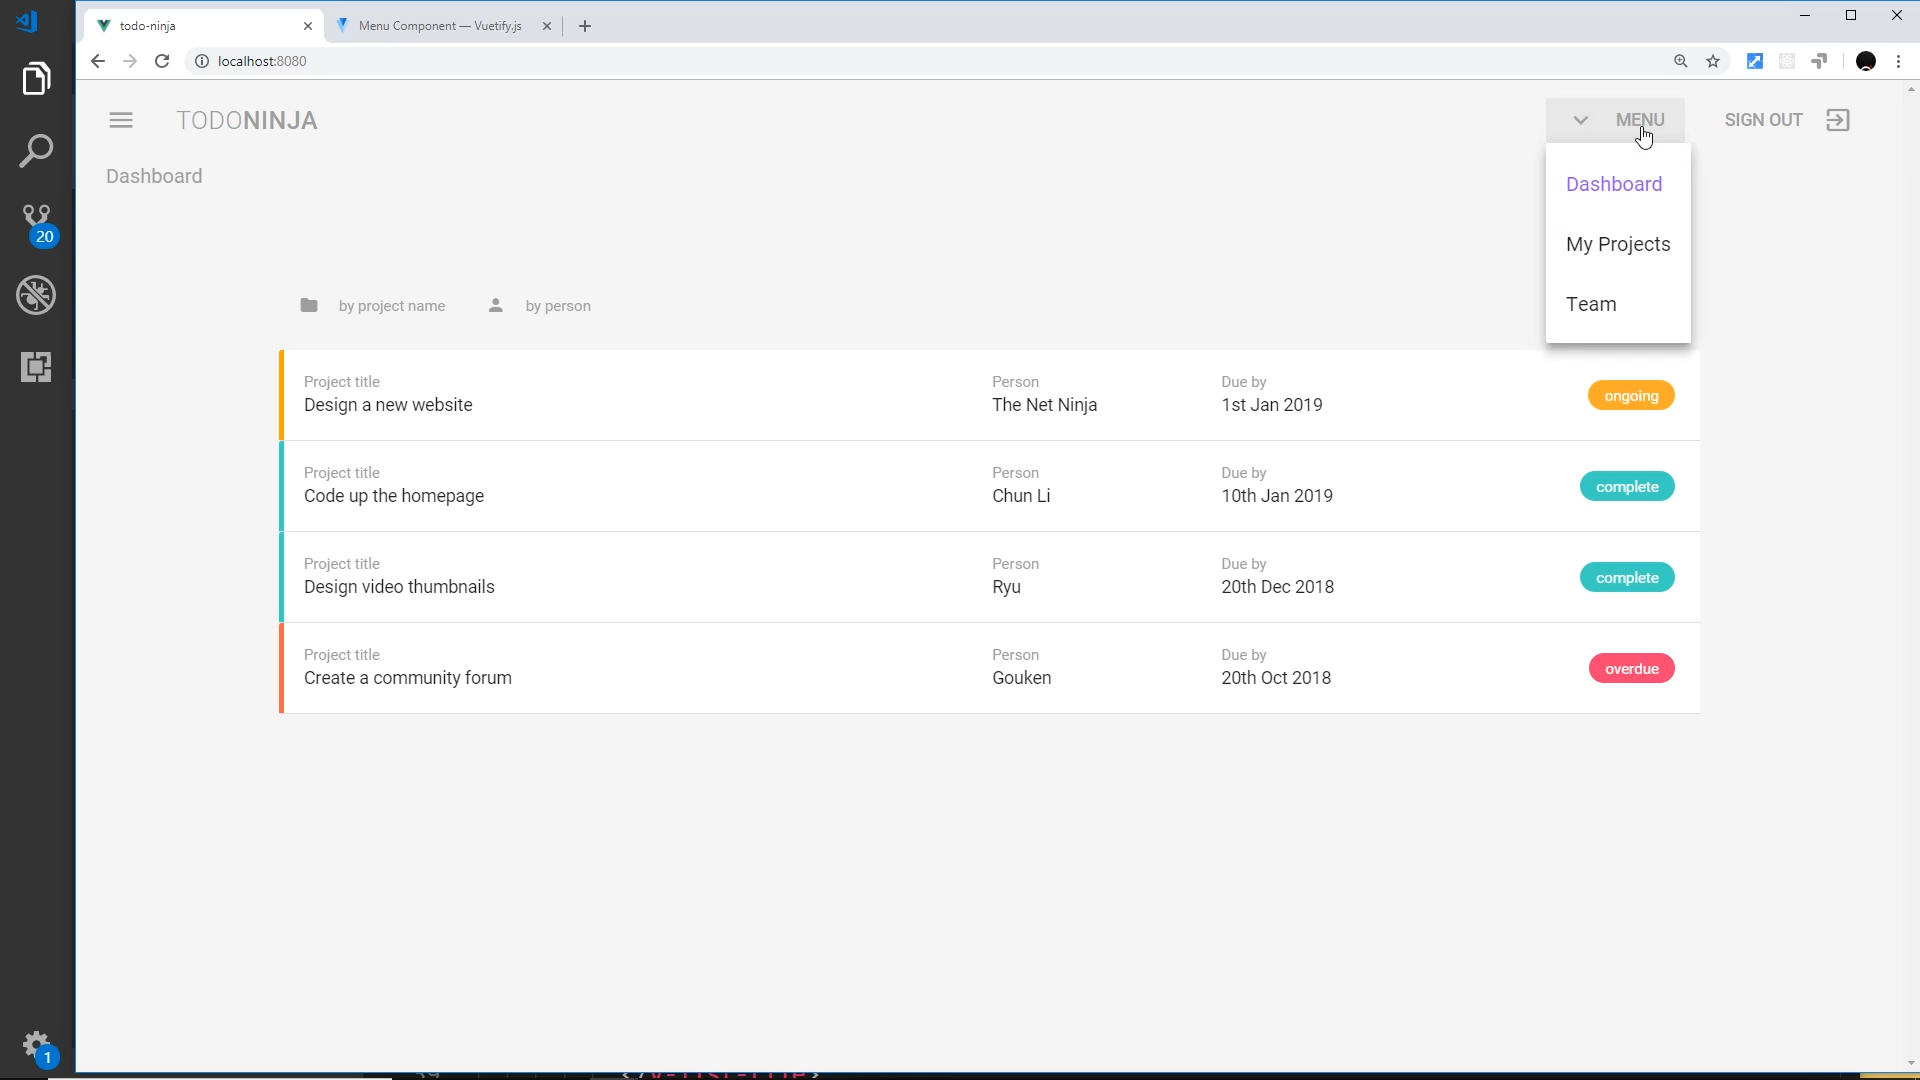 todo-ninja
Menu Component — Vuetify.js
localhost:8080
TODONINJA
MENU
SIGN OUT
Dashboard
Dashboard
My Projects
Team
20
by project name
by person
Project title
Design a new website
Person
The Net Ninja
Due by
1st Jan 2019
ongoing
Project title
Code up the homepage
Person
Chun Li
Due by
10th Jan 2019
complete
Project title
Design video thumbnails
Person
Ryu
Due by
20th Dec 2018
complete
Project title
Create a community forum
Person
Gouken
Due by
20th Oct 2018
overdue
1